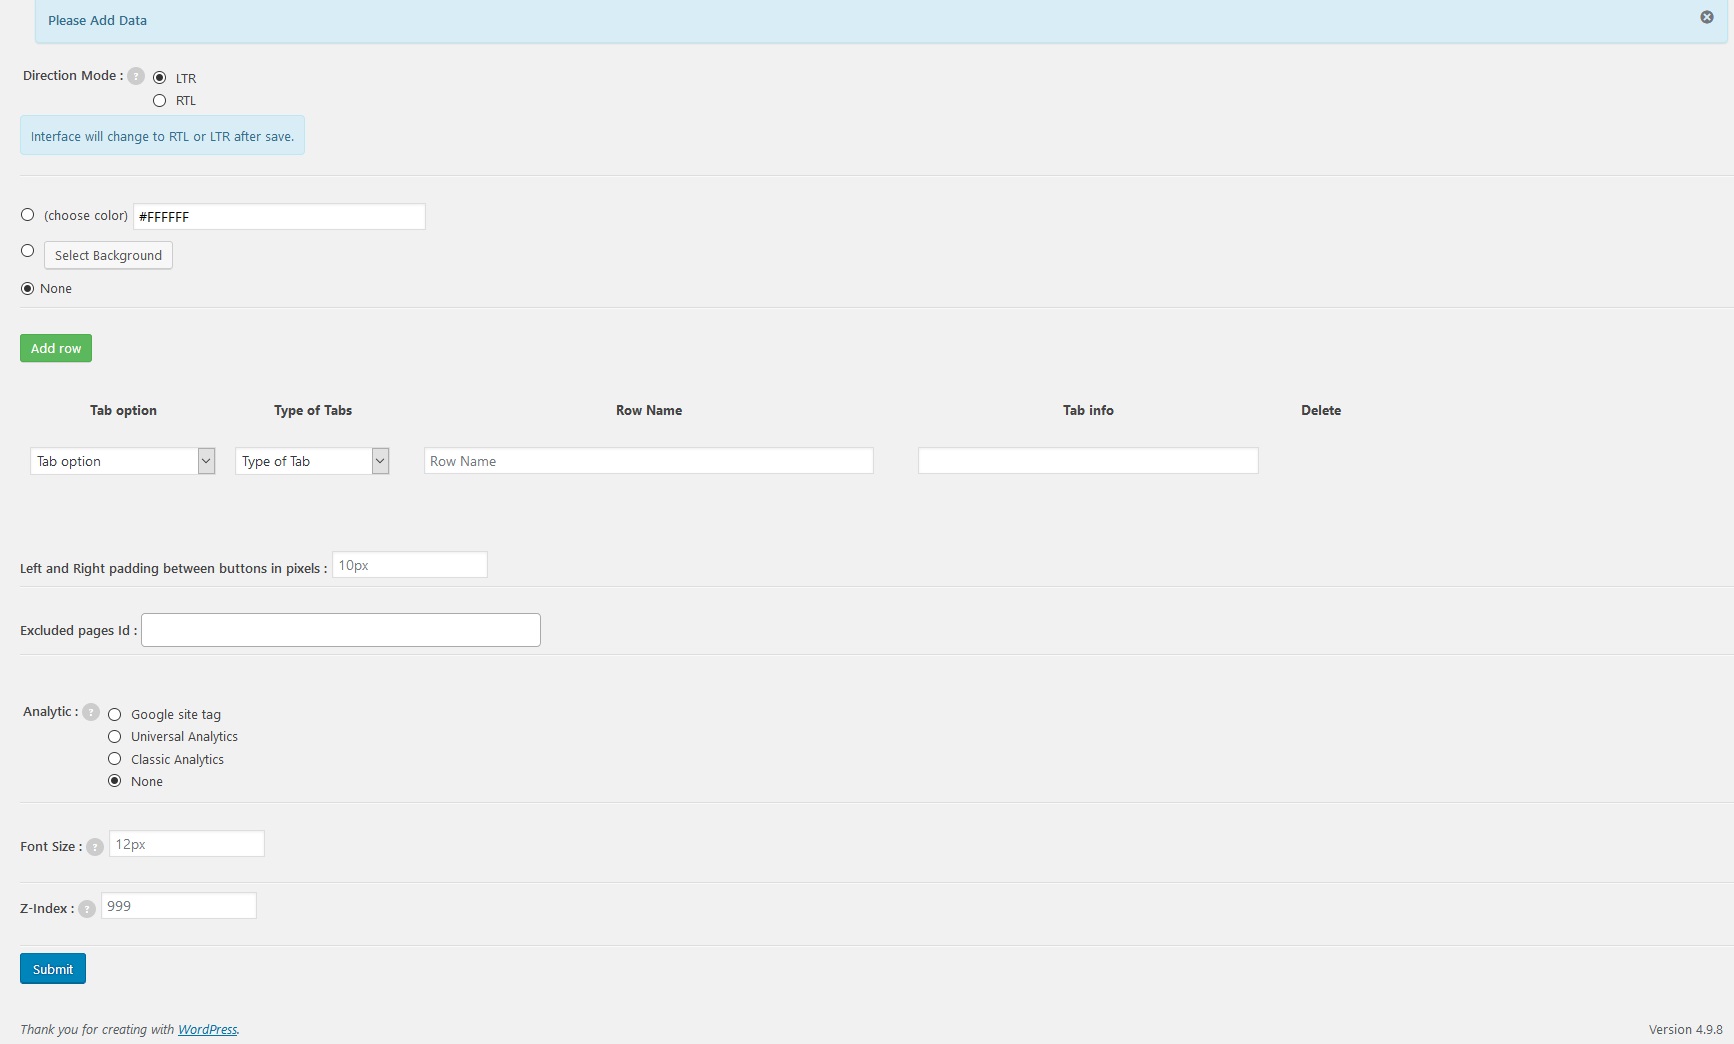 Please Add Data
Direction Mode : ? LTR
RTL
Interface will change to RTL or LTR after save.
(choose color) #FFFFFF
Select Background
None
Add row
Tab option Type of Tabs Row Name Tab info Delete
Tab option Type of Tab Row Name
Left and Right padding between buttons in pixels : 10px
Excluded pages Id :
Analytic : ? Google site tag
Universal Analytics
Classic Analytics
None
Font Size : ? 12px
Z-Index : ? 999
Submit
Thank you for creating with WordPress. Version 4.9.8